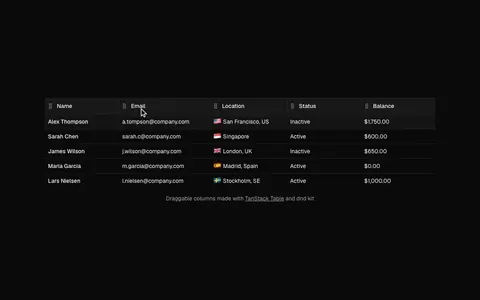 Name Email Location Status Balance
Alex Thompson a.tompson@company.com San Francisco, US Inactive $1,750.00
Sarah Chen sarah.c@company.com Singapore Active $600.00
James Wilson j.wilson@company.com London, UK Inactive $650.00
Maria Garcia m.garcia@company.com Madrid, Spain Active $0.00
Lars Nielsen l.nielsen@company.com Stockholm, SE Active $1,000.00
Draggable columns made with TanStack Table and dnd kit